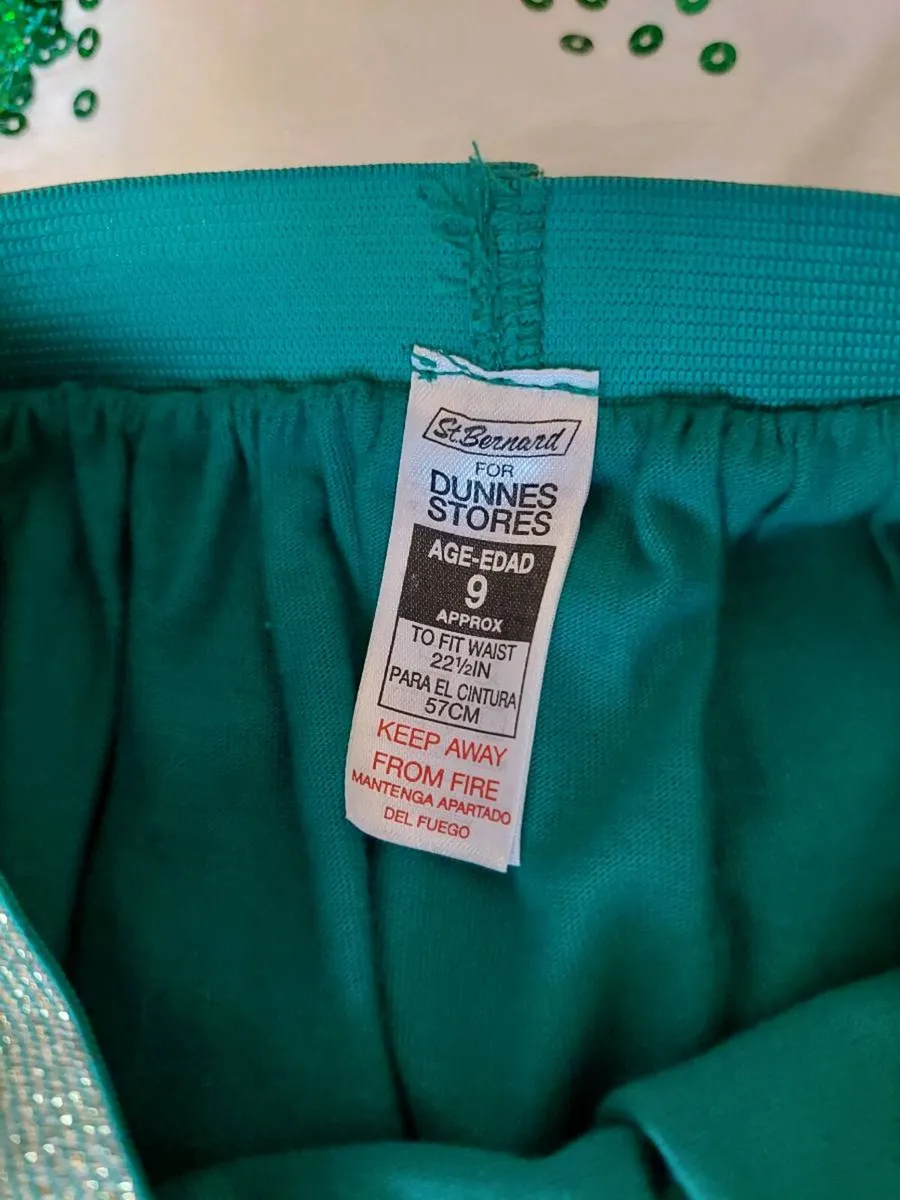 St.Bernard
FOR
DUNNES
STORES
AGE-EDAD
9
APPROX
TO FIT WAIST
22½IN
PARA EL CINTURA
57CM
KEEP AWAY
FROM FIRE
MANTENGA APARTADO
DEL FUEGO